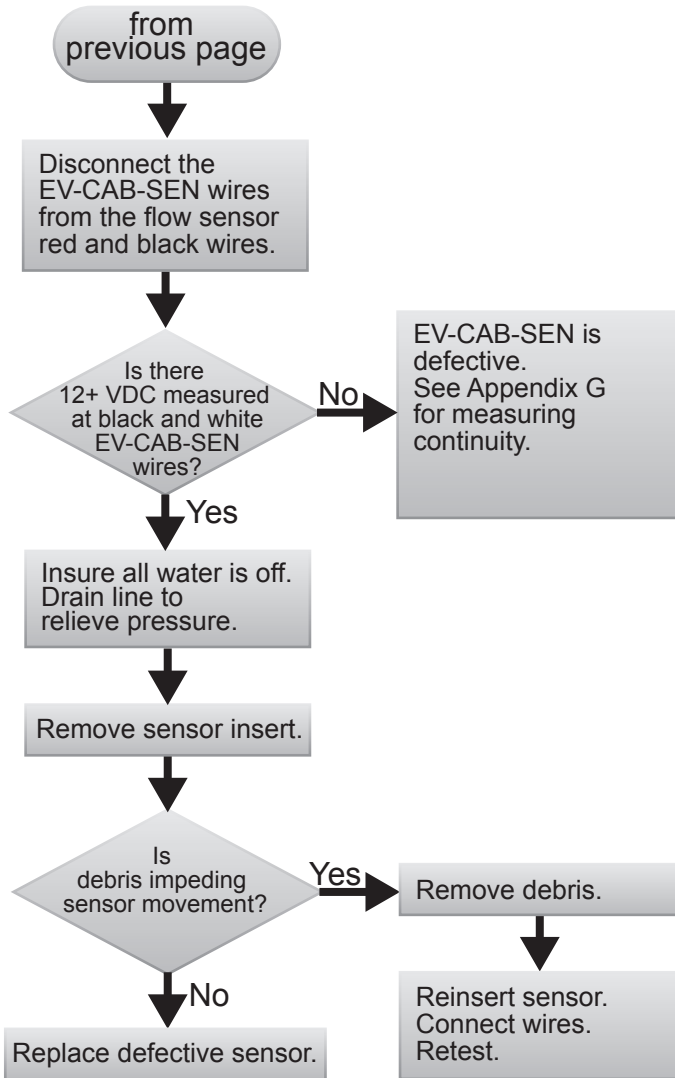 from
previous page
Disconnect the
EV-CAB-SEN wires
from the flow sensor
red and black wires.
Is there
12+ VDC measured
at black and white
EV-CAB-SEN
wires?
No
EV-CAB-SEN is
defective.
See Appendix G
for measuring
continuity.
Yes
Insure all water is off.
Drain line to
relieve pressure.
Remove sensor insert.
Is
debris impeding
sensor movement?
Yes
Remove debris.
Reinsert sensor.
Connect wires.
Retest.
No
Replace defective sensor.